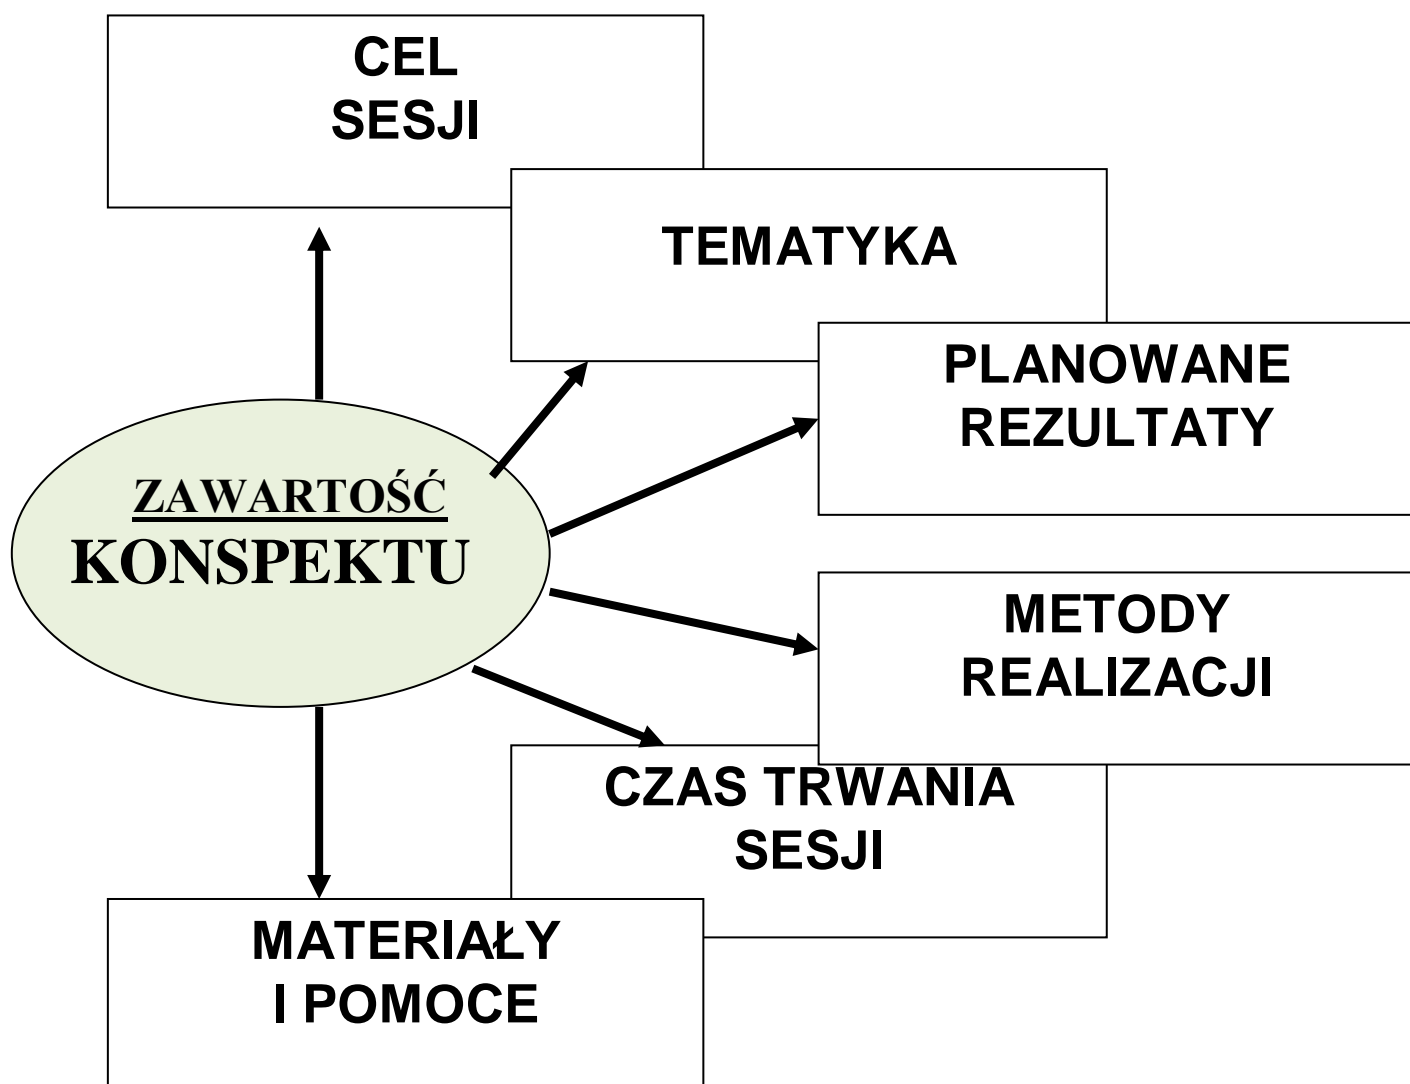 CEL
SESJI
TEMATYKA
PLANOWANE
REZULTATY
ZAWARTOŚĆ
KONSPEKTU
METODY
REALIZACJI
CZAS TRWANIA
SESJI
MATERIAŁY
I POMOCE